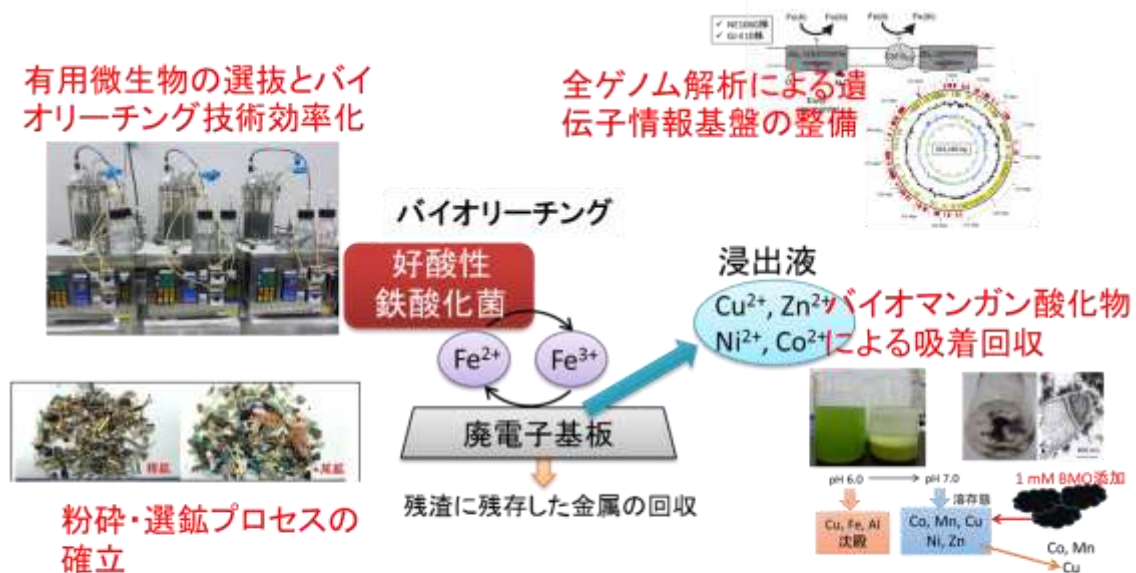 有用微生物の選抜とバイ
オリーチング技術効率化
全ゲノム解析による遺
伝子情報基盤の整備
バイオリーチング
好酸性
鉄酸化菌
Fe2+
Fe3+
廃電子基板
残渣に残存した金属の回収
浸出液
Cu2+, Zn2+
Ni2+, Co2+
バイオマンガン酸化物
による吸着回収
精鉱
尾鉱
粉砕・選鉱プロセスの
確立
pH 6.0
pH 7.0
溶存態
1 mM BMO添加
Cu, Fe, Al
沈殿
Co, Mn, Cu
Ni, Zn
Co, Mn
Cu